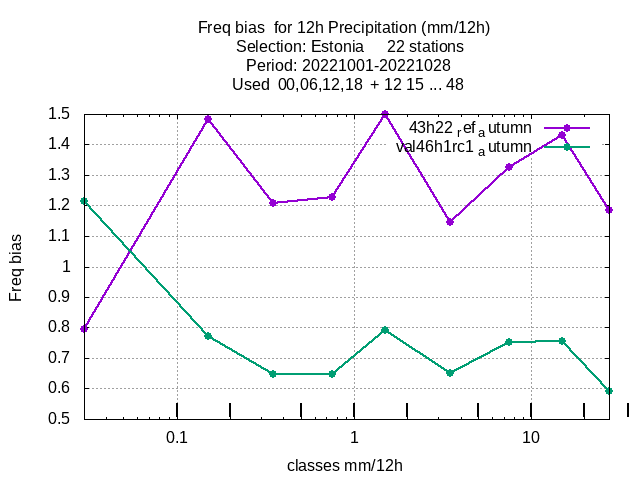 Freq bias  for 12h Precipitation (mm/12h)
Selection: Estonia     22 stations
Period: 20221001-20221028
Used  00,06,12,18  + 12 15 ... 48
43h22 refautumn
val46h1rc1 autumn
1.5
1.4
1.3
1.2
1.1
1
0.9
0.8
0.7
0.6
0.5
Freq bias
0.1 1 10
classes mm/12h